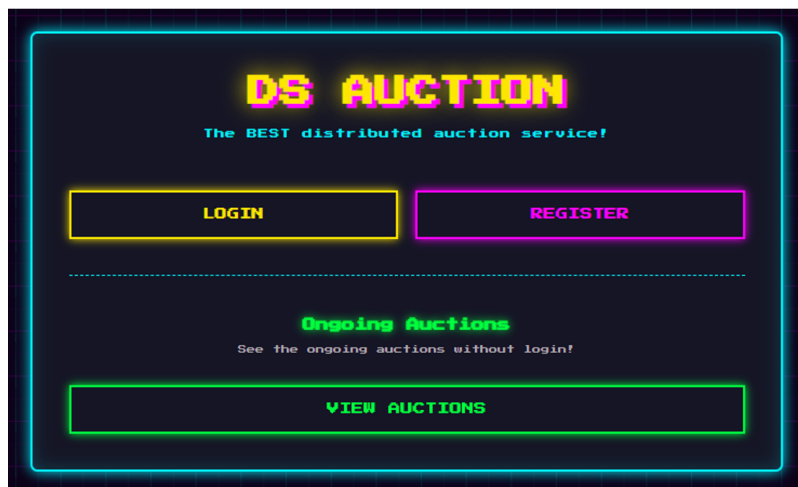 DS AUCTION
The BEST distributed auction service!
LOGIN
REGISTER
Ongoing Auctions
See the ongoing auctions without login!
VIEW AUCTIONS